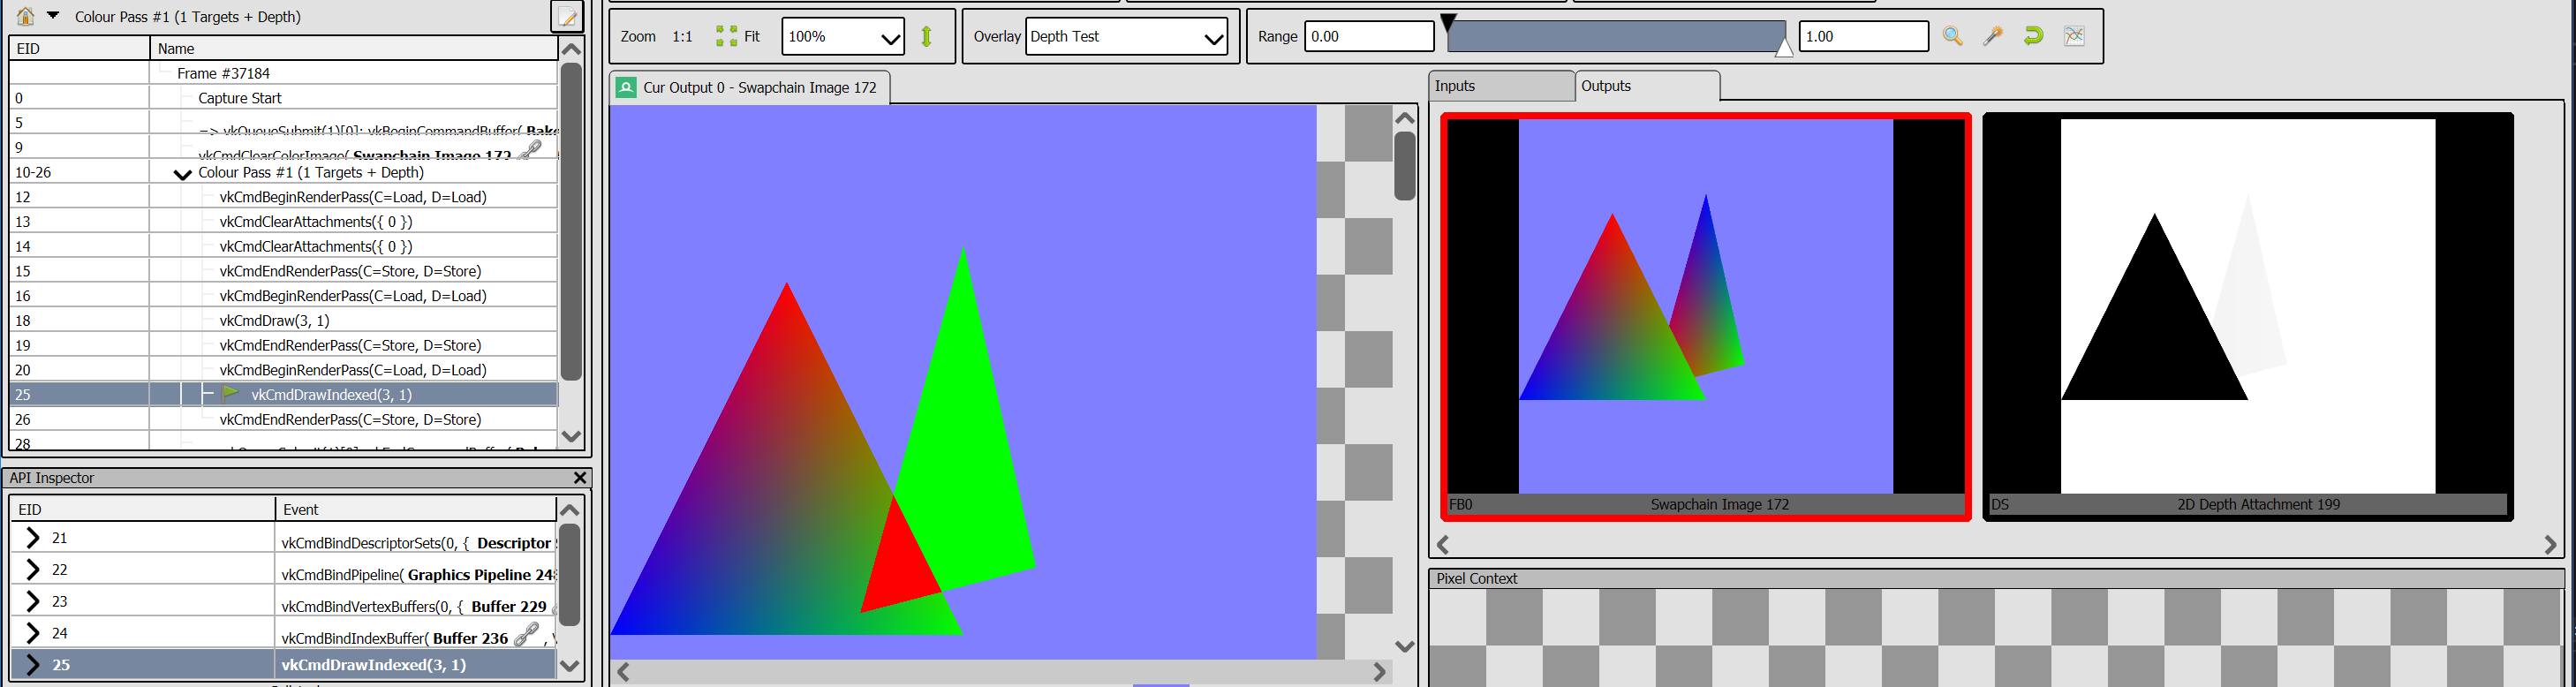 Colour Pass #1 (1 Targets + Depth)
EID Name
Frame #37184
0 Capture Start
5 => vkQueueSubmit(1)[0]: vkBeginCommandBuffer(
9 vkCmdClearColorImage( Swapchain Image 172
10-26 Colour Pass #1 (1 Targets + Depth)
12 vkCmdBeginRenderPass(C=Load, D=Load)
13 vkCmdClearAttachments({ 0 })
14 vkCmdClearAttachments({ 0 })
15 vkCmdEndRenderPass(C=Store, D=Store)
16 vkCmdBeginRenderPass(C=Load, D=Load)
18 vkCmdDraw(3, 1)
19 vkCmdEndRenderPass(C=Store, D=Store)
20 vkCmdBeginRenderPass(C=Load, D=Load)
25 vkCmdDrawIndexed(3, 1)
26 vkCmdEndRenderPass(C=Store, D=Store)
28
API Inspector
EID Event
21 vkCmdBindDescriptorSets(0, { Descriptor
22 vkCmdBindPipeline( Graphics Pipeline
23 vkCmdBindVertexBuffers(0, { Buffer 229
24 vkCmdBindIndexBuffer( Buffer 236 ,
25 vkCmdDrawIndexed(3, 1)
Zoom 1:1 Fit 100% Overlay Depth Test Range 0.00 1.00
Cur Output 0 - Swapchain Image 172
Inputs Outputs
FB0 Swapchain Image 172
DS 2D Depth Attachment 199
Pixel Context